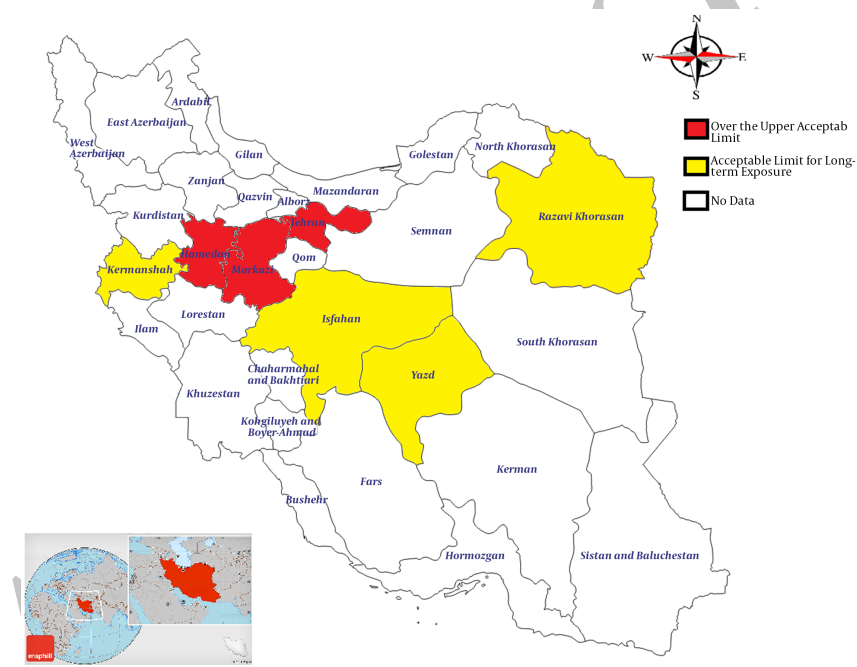 N
W
E
S
Over the Upper Acceptab
Limit
Acceptable Limit for Long-
term Exposure
No Data
Ardabil
East Azerbaijan
West
Azerbaijan
Gilan
Golestan
North Khorasan
Zanjan
Qazvin
Alborz
Mazandaran
Kurdistan
Tehran
Semnan
Razavi Khorasan
Hamedan
Markazi
Qom
Kermanshah
Lorestan
Isfahan
Ilam
South Khorasan
Chaharmahal
and Bakhtiari
Yazd
Khuzestan
Kohgiluyeh and
Boyer-Ahmad
Fars
Kerman
Bushehr
Hormozgan
Sistan and Baluchestan